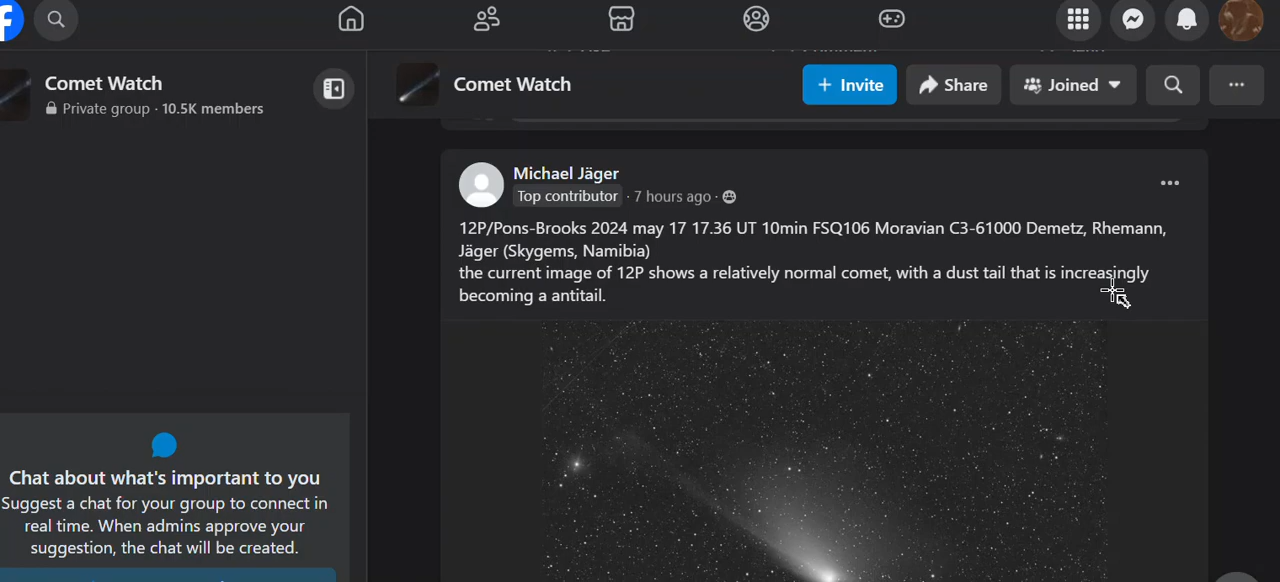 Comet Watch
Private group · 10.5K members
Chat about what's important to you
Suggest a chat for your group to connect in
real time. When admins approve your
suggestion, the chat will be created.
Comet Watch
+ Invite
Share
Joined
Michael Jäger
Top contributor · 7 hours ago ·
12P/Pons-Brooks 2024 may 17 17.36 UT 10min FSQ106 Moravian C3-61000 Demetz, Rhemann,
Jäger (Skygems, Namibia)
the current image of 12P shows a relatively normal comet, with a dust tail that is increasingly
becoming a antitail.